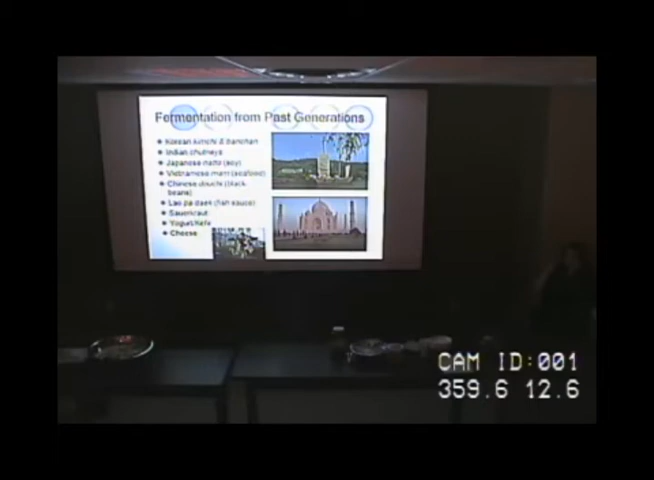 Fermentation from Past Generations
Korean kimchi & banchan
Indian chutneys
Japanese natto (soy)
Vietnamese mam (seafood)
Chinese douchi (black
beans)
Lao pa daek (fish sauce)
Sauerkraut
Yogurt/Kefir
Cheese
CAM ID:001
359.6 12.6